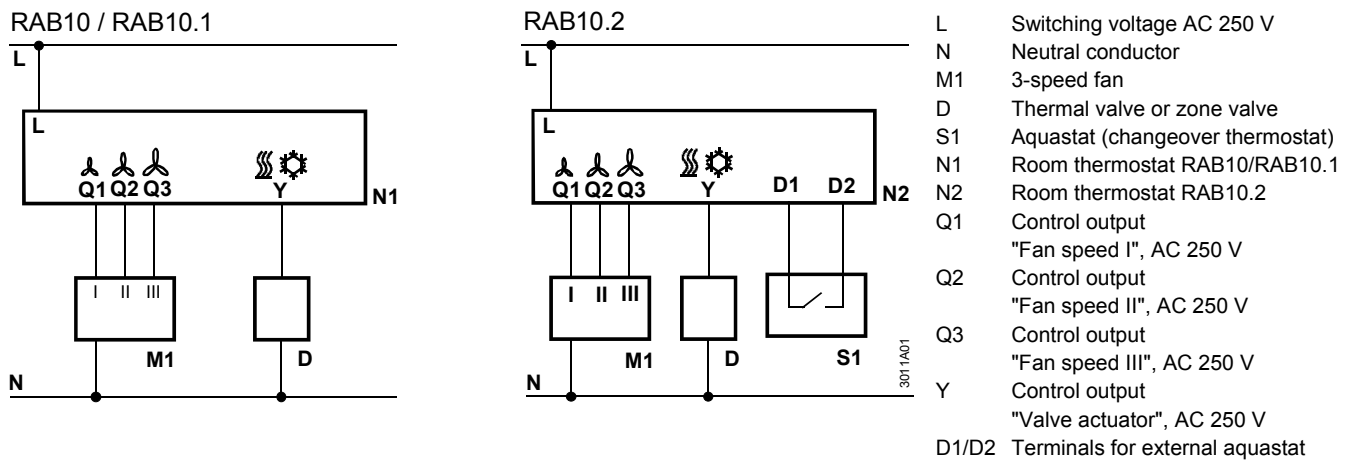 RAB10 / RAB10.1
L
L
Q1 Q2 Q3
Y
N1
I II III
M1
D
N
RAB10.2
L
L
Q1 Q2 Q3
Y
D1
D2
N2
I II III
M1
D
S1
N
3011A01
L Switching voltage AC 250 V
N Neutral conductor
M1 3-speed fan
D Thermal valve or zone valve
S1 Aquastat (changeover thermostat)
N1 Room thermostat RAB10/RAB10.1
N2 Room thermostat RAB10.2
Q1 Control output
"Fan speed I", AC 250 V
Q2 Control output
"Fan speed II", AC 250 V
Q3 Control output
"Fan speed III", AC 250 V
Y Control output
"Valve actuator", AC 250 V
D1/D2 Terminals for external aquastat